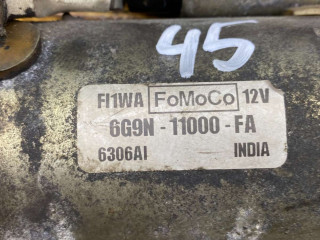 45
FI1WA FoMoCo 12V
6G9N - 11000 - FA
6306AI INDIA